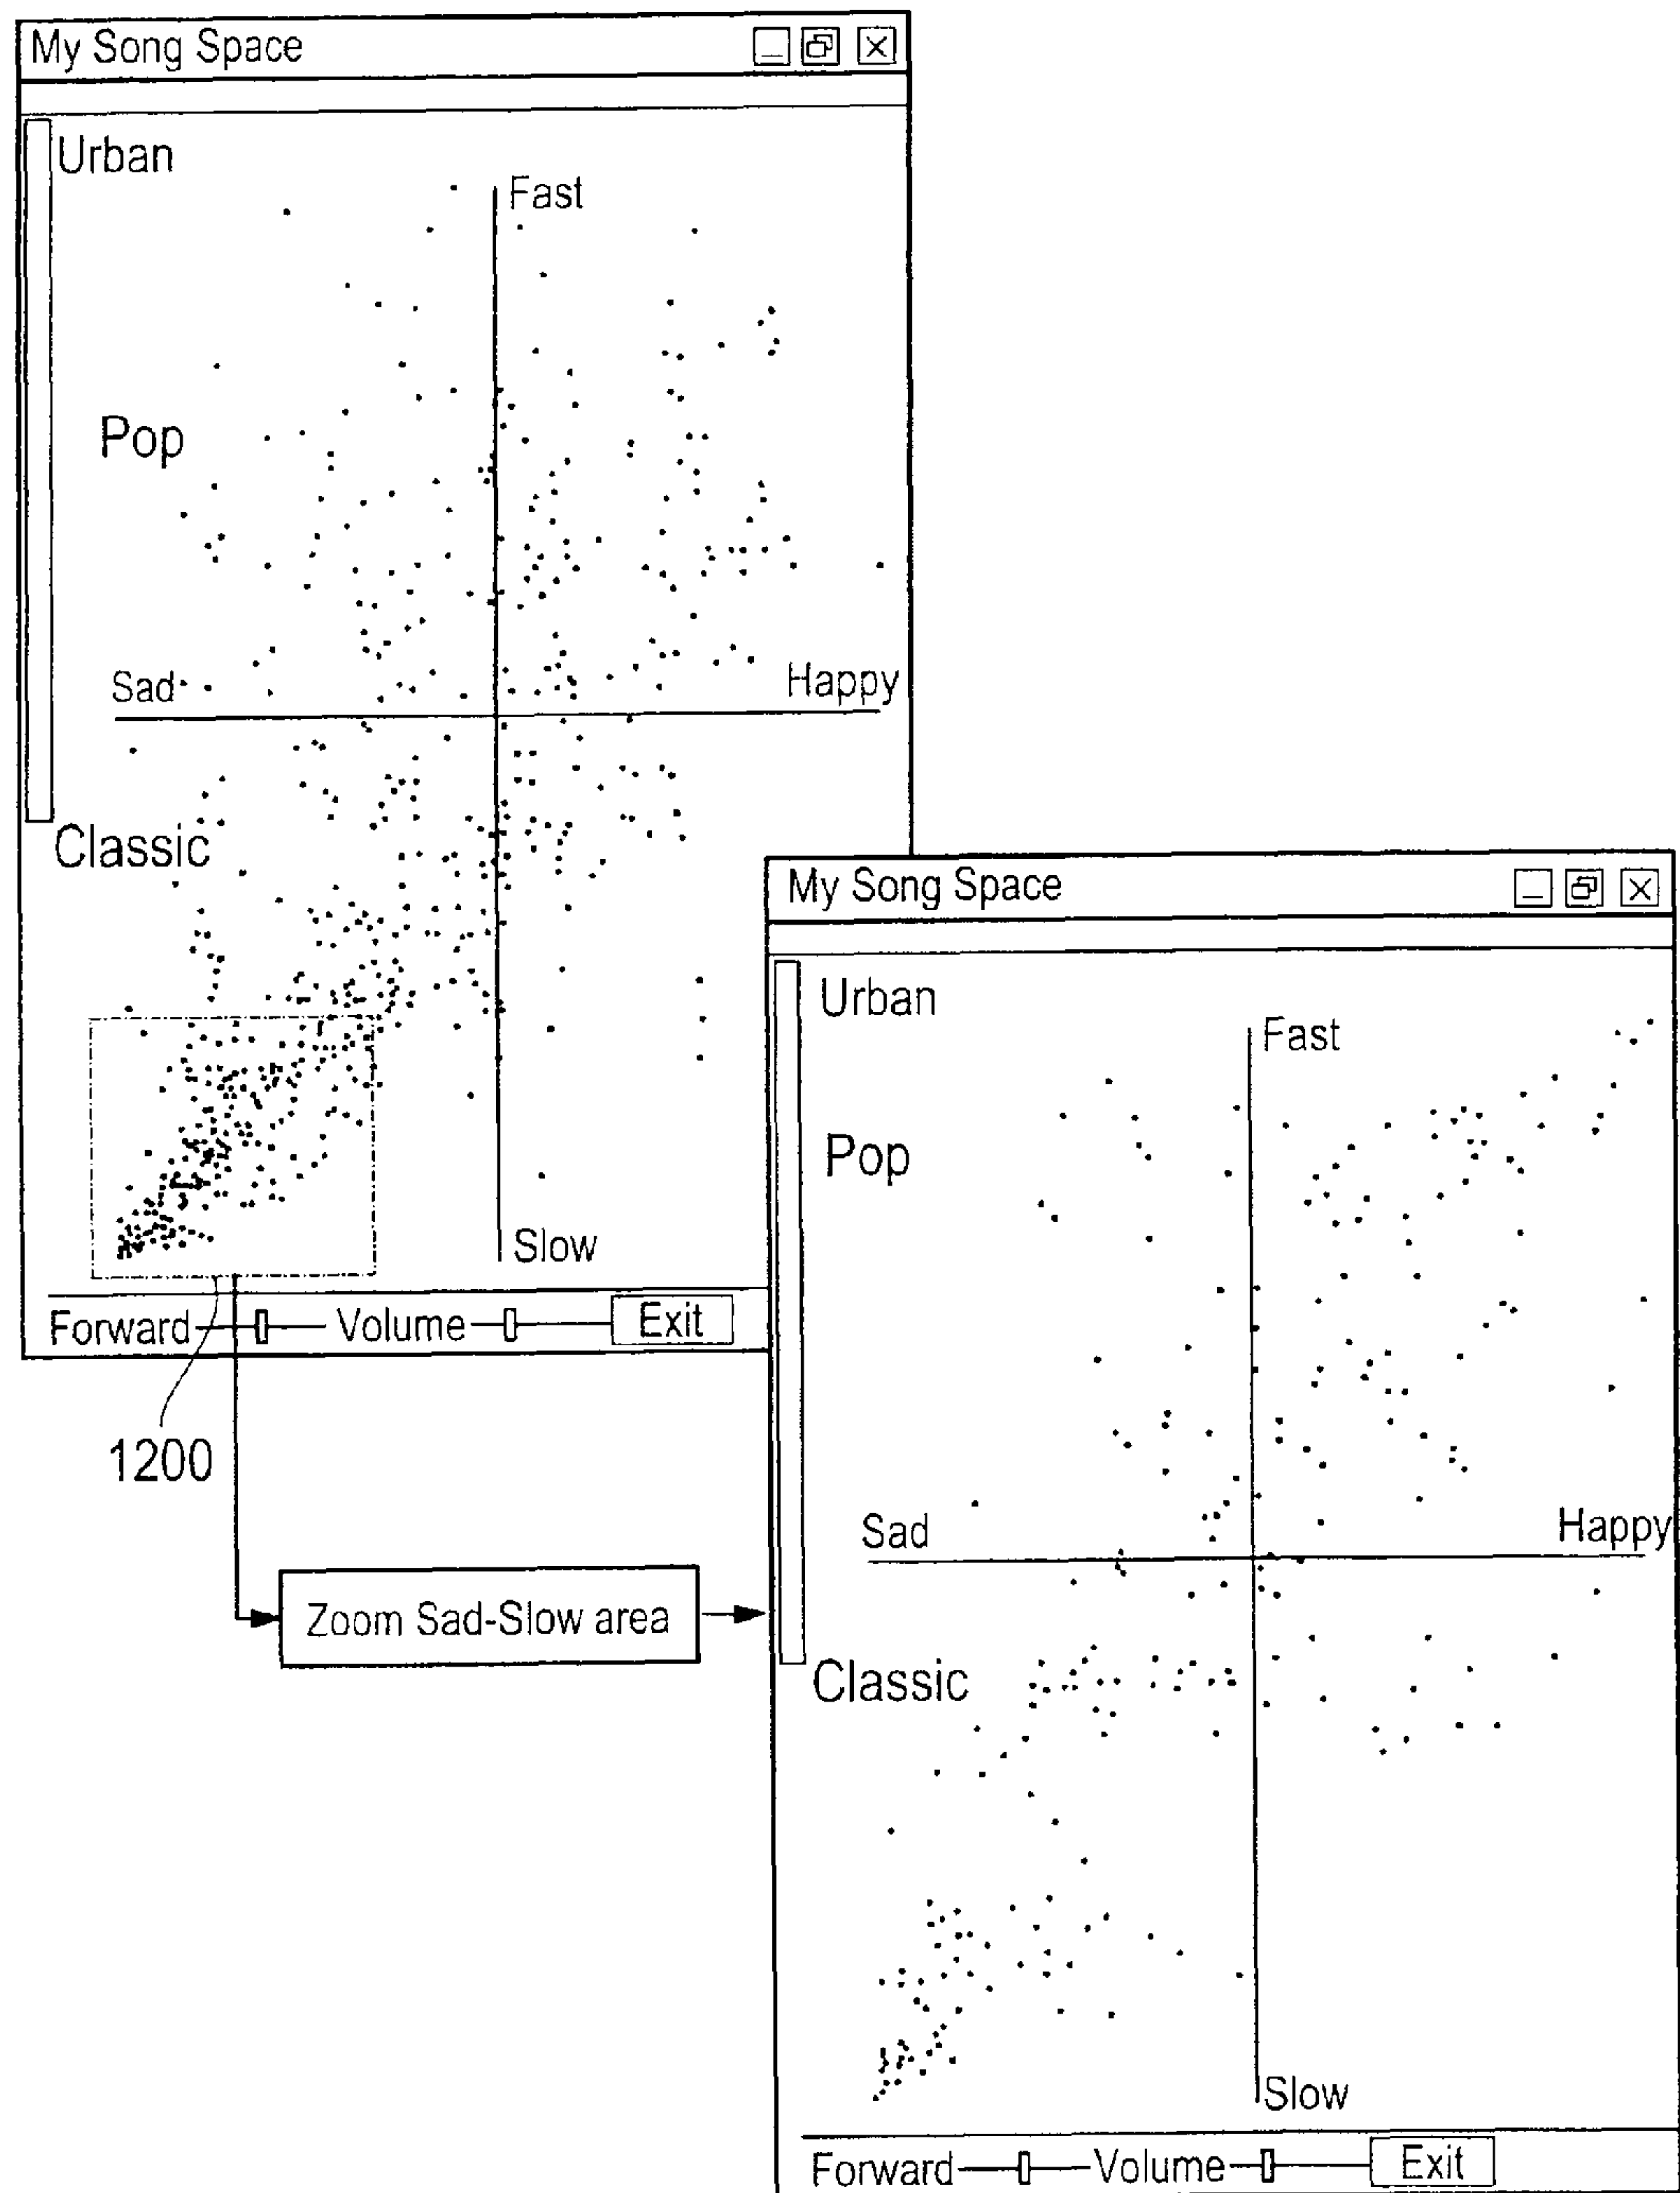 My Song Space
Urban
Fast
Pop
Sad
Happy
Classic
Slow
Forward
Volume
Exit
1200
Zoom Sad-Slow area
My Song Space
Urban
Fast
Pop
Sad
Happy
Classic
Slow
Forward
Volume
Exit